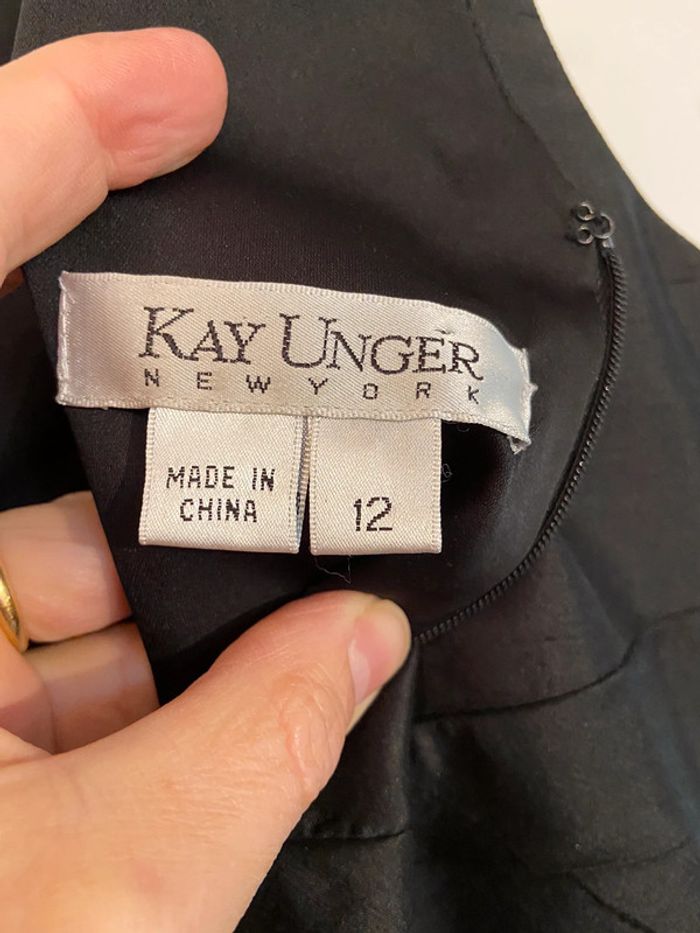 KAY UNGER
NEW YORK
MADE IN
CHINA
12